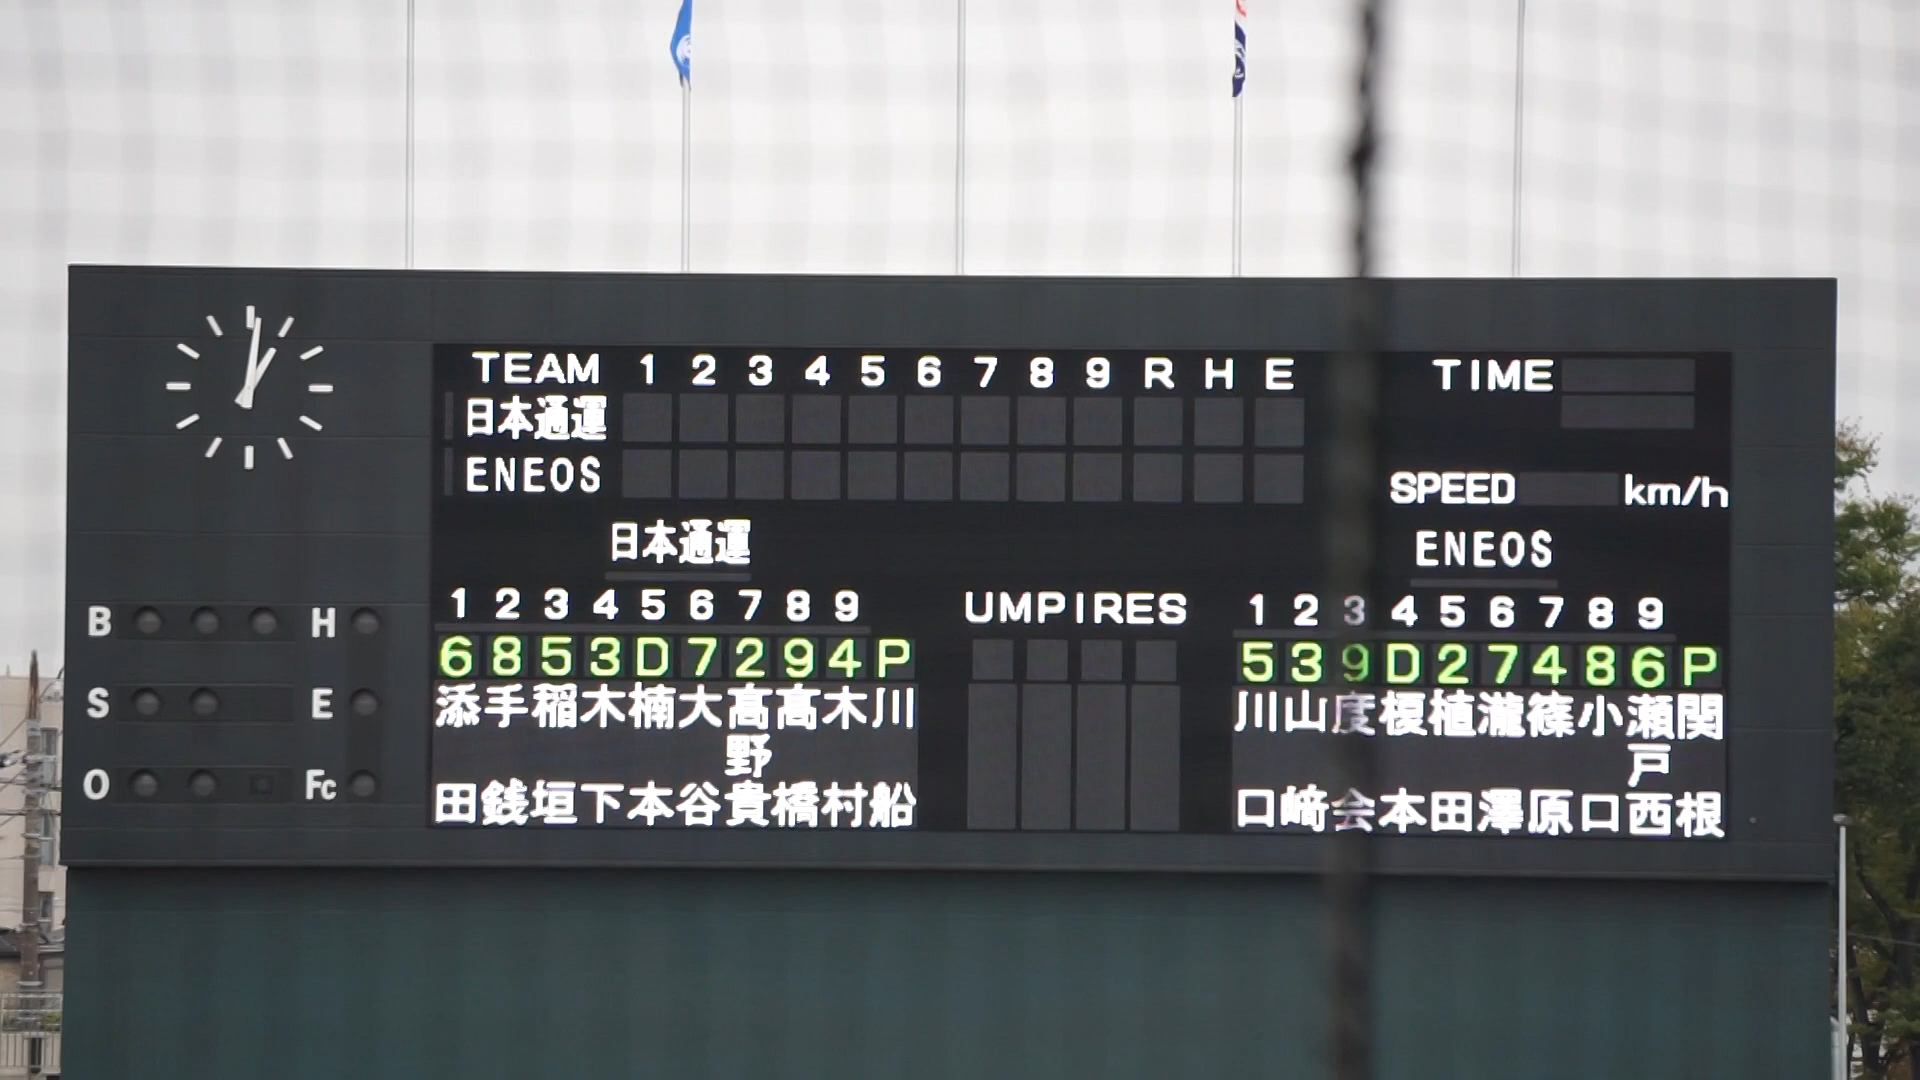 TEAM 1 2 3 4 5 6 7 8 9 R H E
日本通運
ENEOS
TIME
SPEED km/h
日本通運
1 2 3 4 5 6 7 8 9
6 8 5 3 D 7 2 9 4 P
添田
手銭
稲垣
木下
楠本
大谷
髙野貴
髙橋
木村
川船
UMPIRES
ENEOS
1 2 3 4 5 6 7 8 9
5 3 9 D 2 7 4 8 6 P
川口
山﨑
度会
榎本
植田
瀧澤
篠原
小口
瀬戸西
関根
B
S
O
H
E
Fc